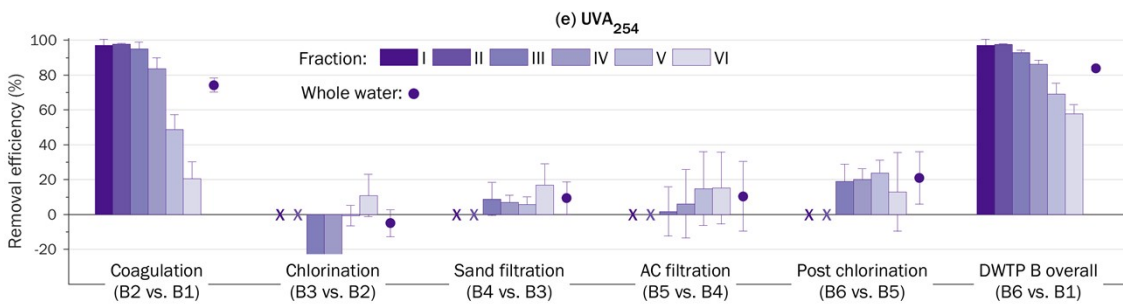 (e) UVA254
Removal efficiency (%)
100
80
60
40
20
0
-20
Fraction: I II III IV V VI
Whole water:
X X
X X
X X
X X
Coagulation
(B2 vs. B1)
Chlorination
(B3 vs. B2)
Sand filtration
(B4 vs. B3)
AC filtration
(B5 vs. B4)
Post chlorination
(B6 vs. B5)
DWTP B overall
(B6 vs. B1)